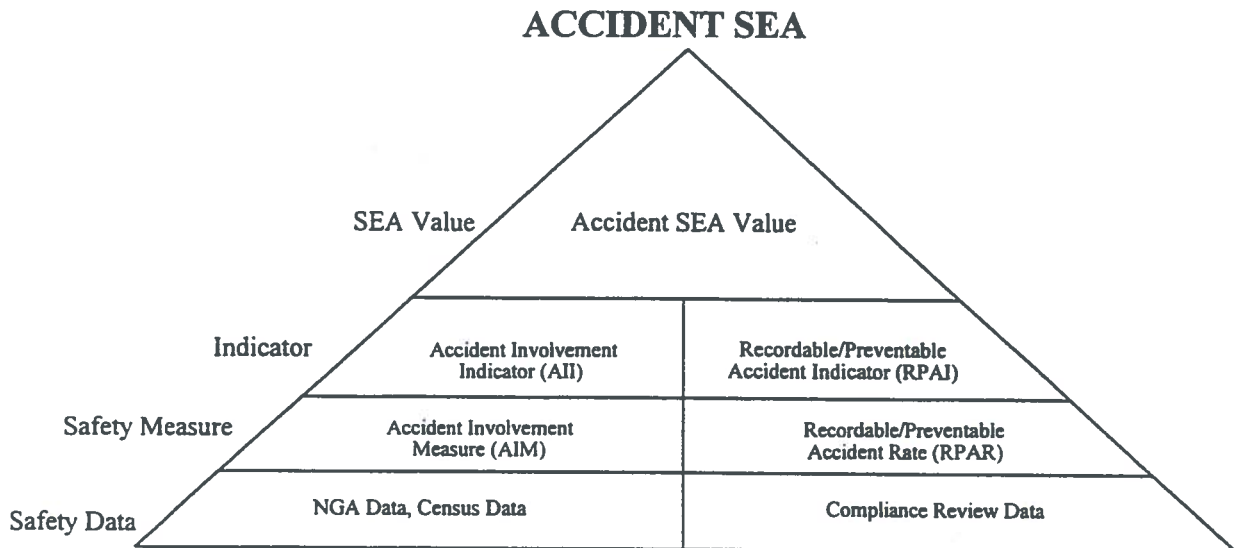 ACCIDENT SEA
SEA Value
Accident SEA Value
Indicator
Accident Involvement
Indicator (AII)
Recordable/Preventable
Accident Indicator (RPAI)
Safety Measure
Accident Involvement
Measure (AIM)
Recordable/Preventable
Accident Rate (RPAR)
Safety Data
NGA Data, Census Data
Compliance Review Data